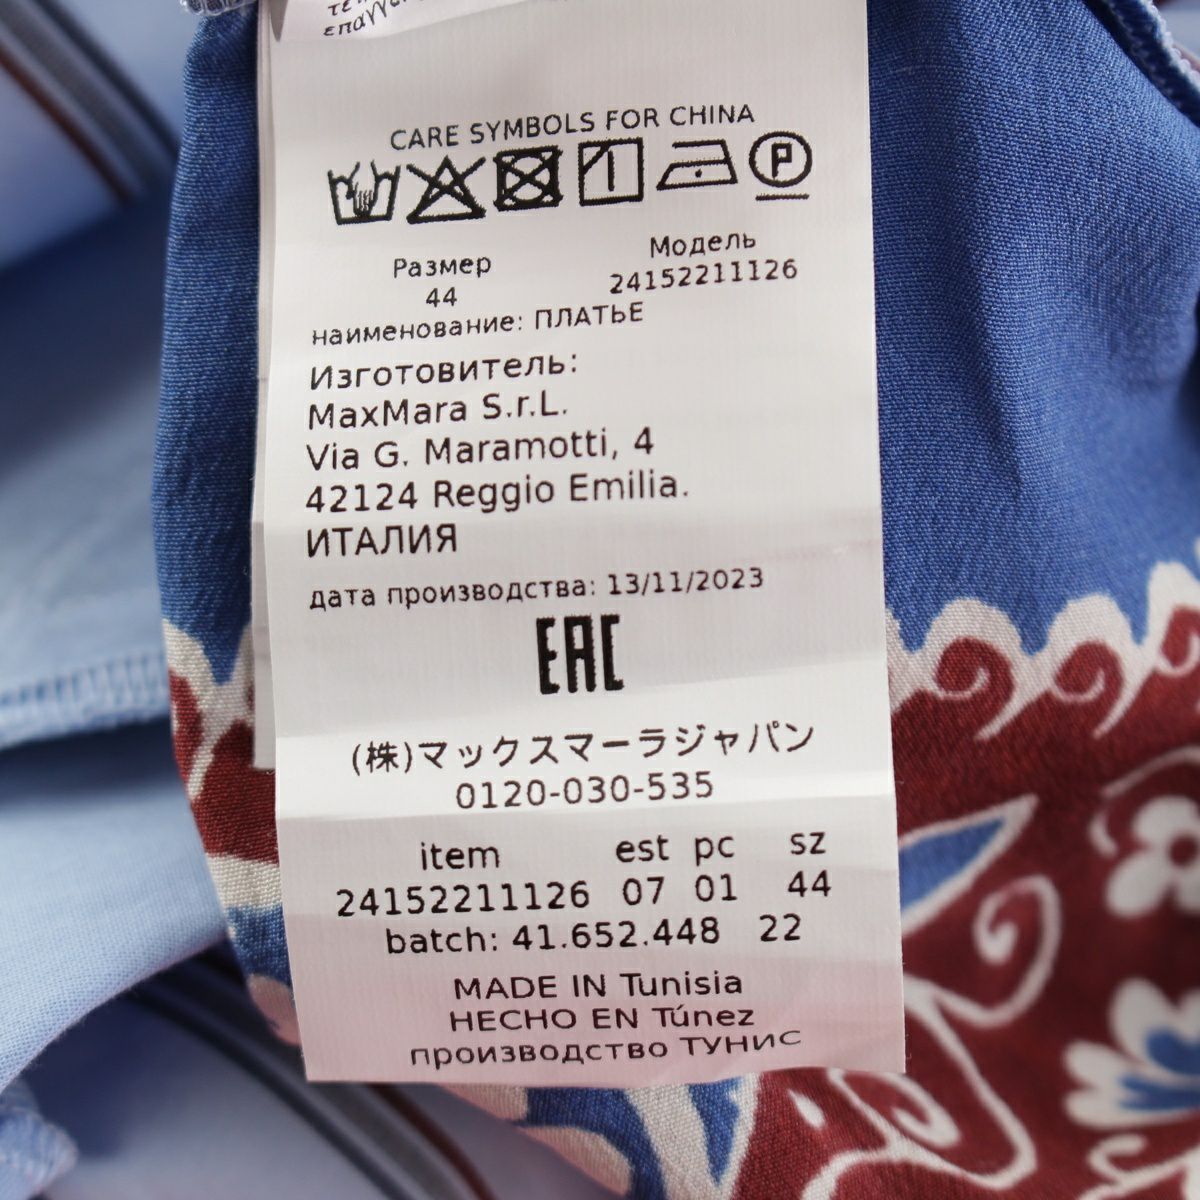 επαγγ
CARE SYMBOLS FOR CHINA
P
Размер
Модель
44
24152211126
наименование: ПЛАТЬЕ
Изготовитель:
MaxMara S.r.L.
Via G. Maramotti, 4
42124 Reggio Emilia.
ИТАЛИЯ
дата производства: 13/11/2023
EAC
(株)マックスマーラジャパン
0120-030-535
item est pc sz
24152211126 07 01 44
batch: 41.652.448 22
MADE IN Tunisia
HECHO EN Túnez
производство ТУНИС